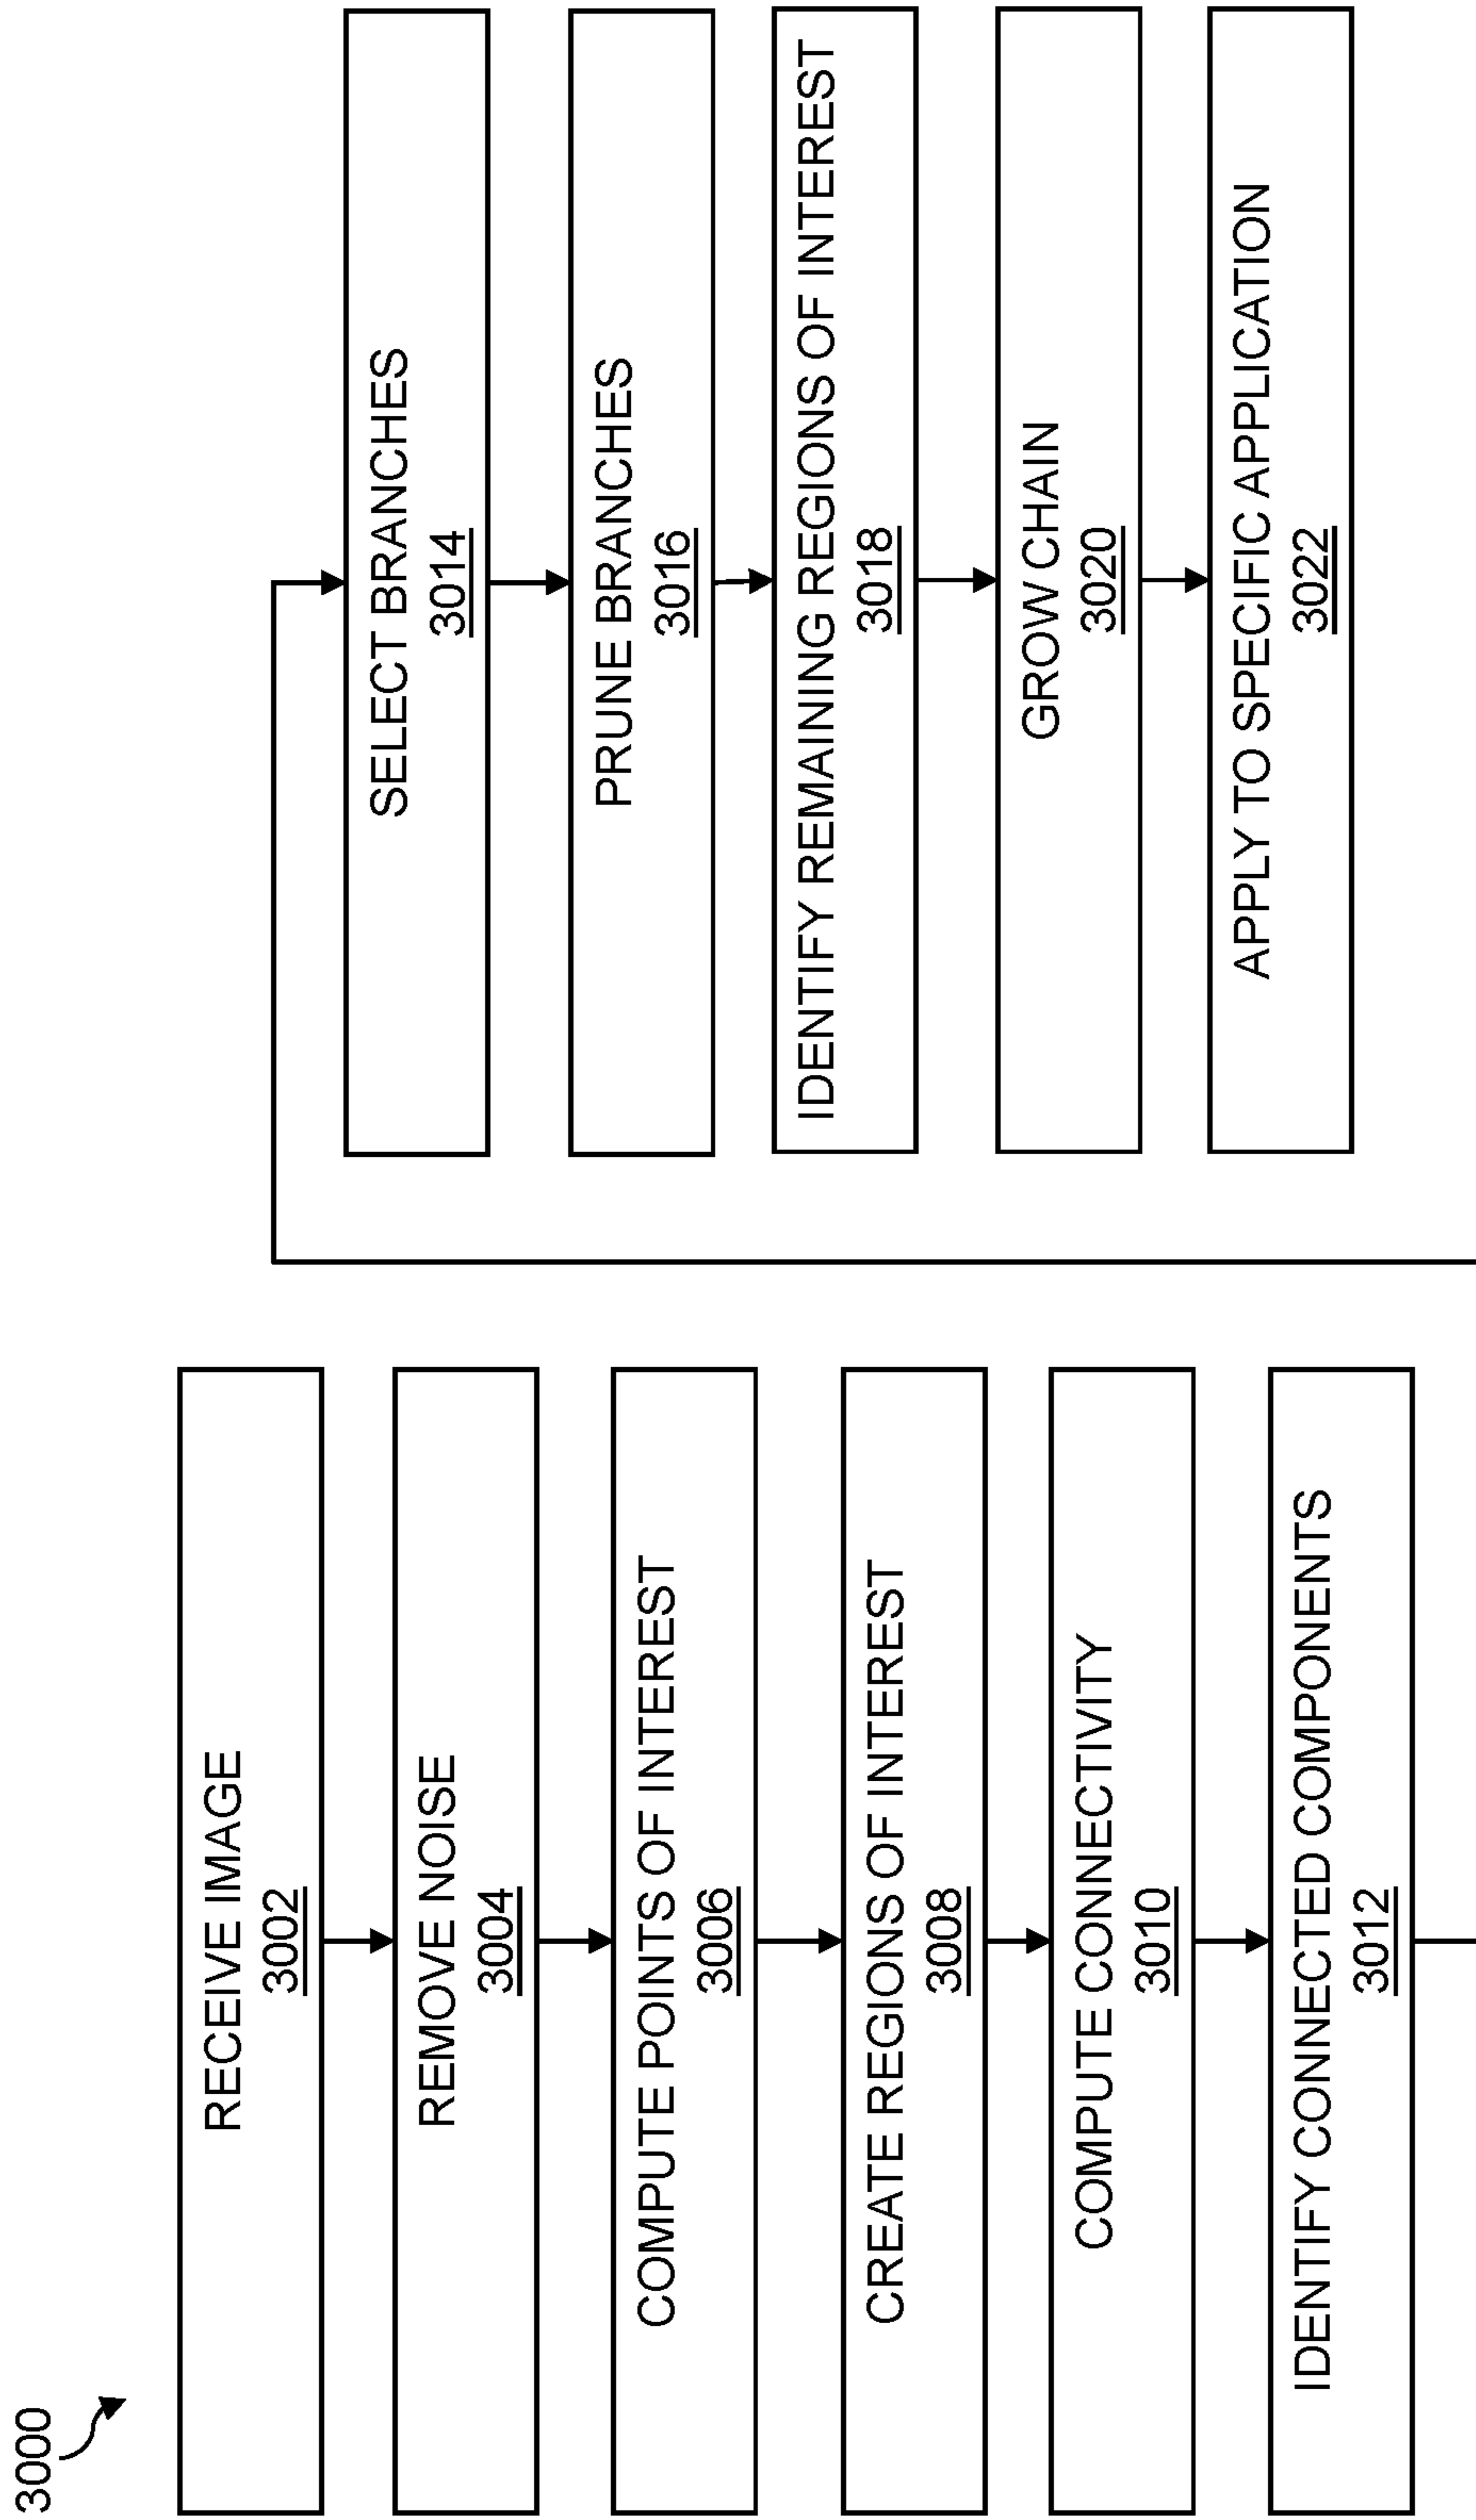 3000
RECEIVE IMAGE
3002
REMOVE NOISE
3004
COMPUTE POINTS OF INTEREST
3006
CREATE REGIONS OF INTEREST
3008
COMPUTE CONNECTIVITY
3010
IDENTIFY CONNECTED COMPONENTS
3012
SELECT BRANCHES
3014
PRUNE BRANCHES
3016
IDENTIFY REMAINING REGIONS OF INTEREST
3018
GROW CHAIN
3020
APPLY TO SPECIFIC APPLICATION
3022